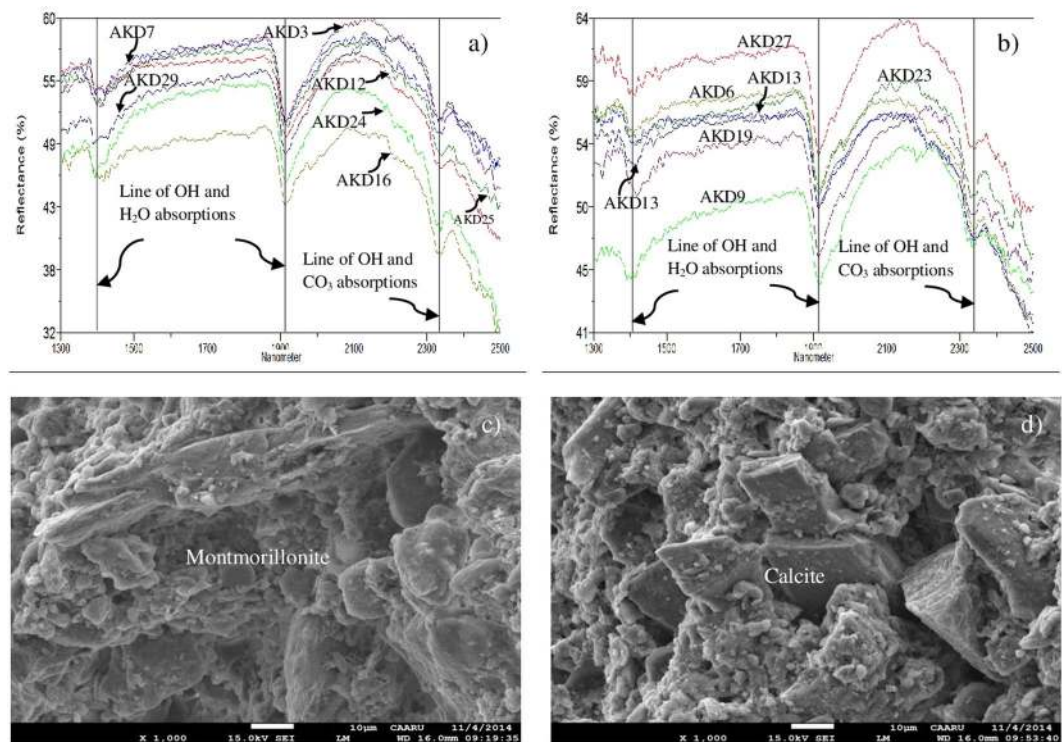 a)
60
55
49
43
38
32
Reflectance (%)
1300
1500
1700
1900
2100
2300
2500
Nanometer
AKD7
AKD29
AKD3
AKD12
AKD24
AKD16
AKD25
Line of OH and
H₂O absorptions
Line of OH and
CO₃ absorptions
b)
64
59
54
50
45
41
Reflectance (%)
1300
1500
1700
1900
2100
2300
2500
Nanometer
AKD27
AKD6
AKD13
AKD23
AKD19
AKD13
AKD9
Line of OH and
H₂O absorptions
Line of OH and
CO₃ absorptions
c)
Montmorillonite
10µm CAARU 11/4/2014
X 1,000 15.0kV SEI LM WD 16.0mm 09:19:35
d)
Calcite
10µm CAARU 11/4/2014
X 1,000 15.0kV SEI LM WD 16.0mm 09:53:40